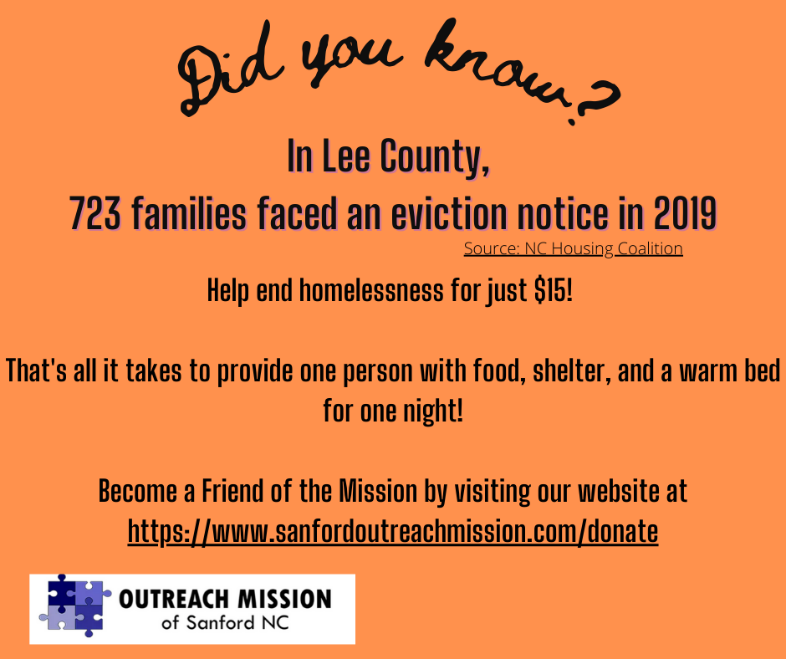 Did you know?
In Lee County,
723 families faced an eviction notice in 2019
Source: NC Housing Coalition
Help end homelessness for just $15!
That's all it takes to provide one person with food, shelter, and a warm bed
for one night!
Become a Friend of the Mission by visiting our website at
https://www.sanfordoutreachmission.com/donate
OUTREACH MISSION
of Sanford NC